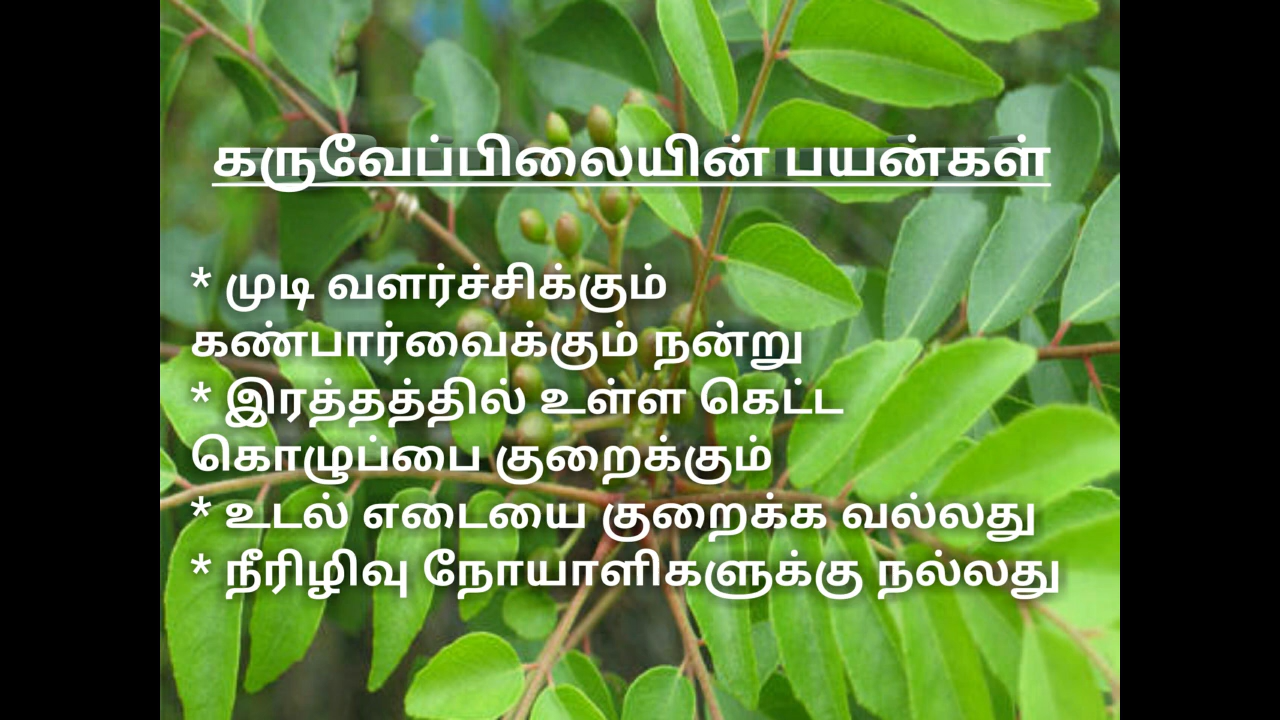 கருவேப்பிலையின் பயன்கள்
* முடி வளர்ச்சிக்கும்
கண்பார்வைக்கும் நன்று
* இரத்தத்தில் உள்ள கெட்ட
கொழுப்பை குறைக்கும்
* உடல் எடையை குறைக்க வல்லது
* நீரிழிவு நோயாளிகளுக்கு நல்லது